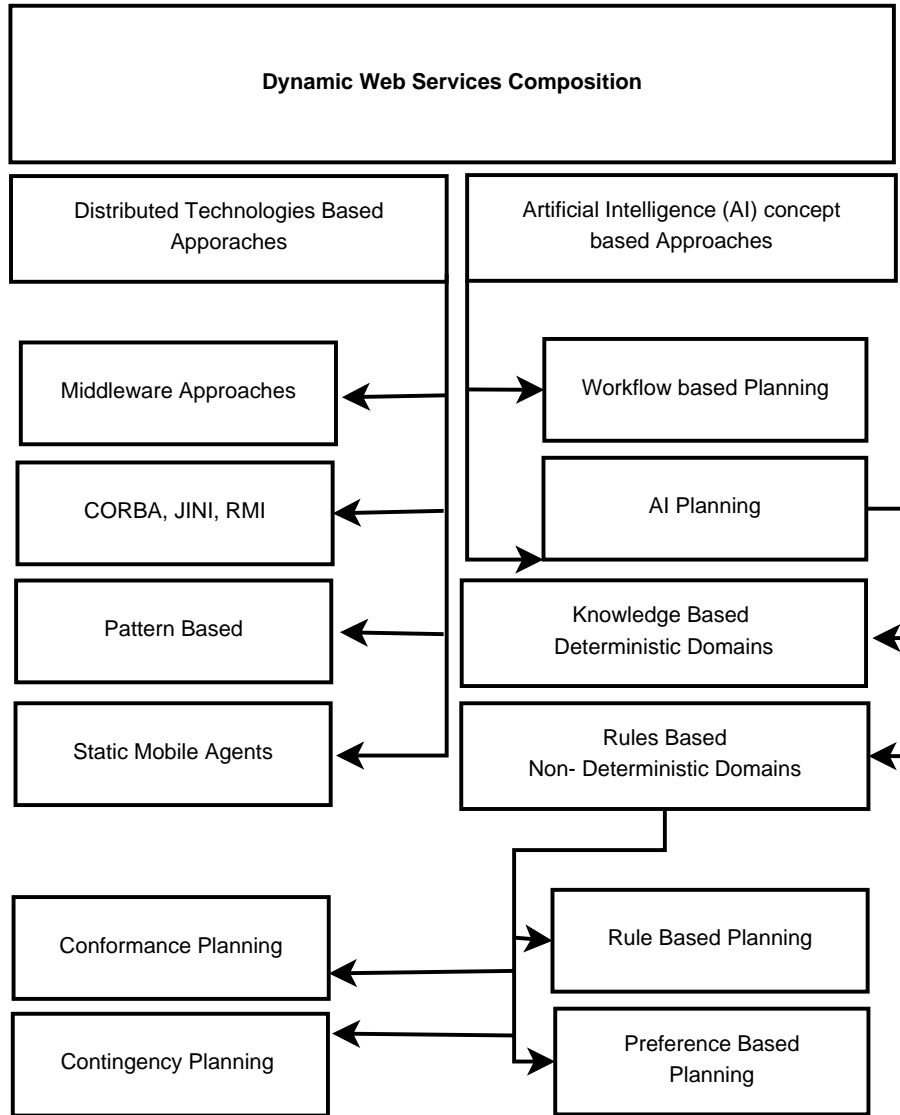 Dynamic Web Services Composition
Distributed Technologies Based
Apporaches
Artificial Intelligence (AI) concept
based Approaches
Middleware Approaches
Workflow based Planning
CORBA, JINI, RMI
AI Planning
Pattern Based
Knowledge Based
Deterministic Domains
Static Mobile Agents
Rules Based
Non- Deterministic Domains
Conformance Planning
Rule Based Planning
Contingency Planning
Preference Based
Planning